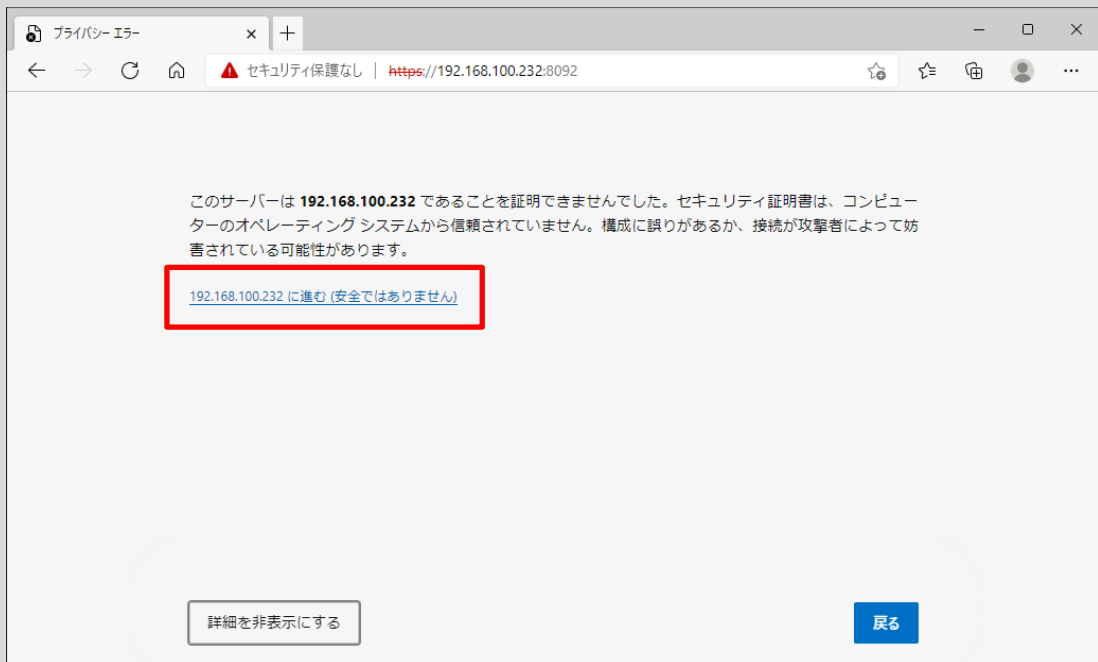 プライバシー エラー
セキュリティ保護なし | https://192.168.100.232:8092
このサーバーは 192.168.100.232 であることを証明できませんでした。セキュリティ証明書は、コンピュー
ターのオペレーティング システムから信頼されていません。構成に誤りがあるか、接続が攻撃者によって妨
害されている可能性があります。
192.168.100.232 に進む (安全ではありません)
詳細を非表示にする
戻る